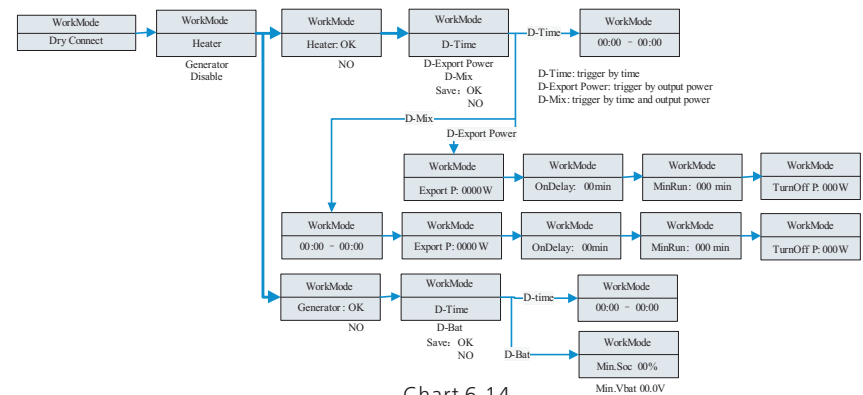 WorkMode
Dry Connect
WorkMode
Heater
Generator
Disable
WorkMode
Heater: OK
NO
WorkMode
D-Time
D-Export Power
D-Mix
Save: OK
NO
D-Time
WorkMode
00:00 - 00:00
D-Time: trigger by time
D-Export Power: trigger by output power
D-Mix: trigger by time and output power
D-Mix
D-Export Power
WorkMode
Export P: 0000W
WorkMode
OnDelay: 00min
WorkMode
MinRun: 000 min
WorkMode
TurnOff P: 000W
WorkMode
00:00 - 00:00
WorkMode
Export P: 0000W
WorkMode
OnDelay: 00min
WorkMode
MinRun: 000 min
WorkMode
TurnOff P: 000W
WorkMode
Generator: OK
NO
WorkMode
D-Time
D-Bat
Save: OK
NO
D-time
WorkMode
00:00 - 00:00
D-Bat
WorkMode
Min.Soc 00%
Min.Vbat 00.0V
Chart 6-14